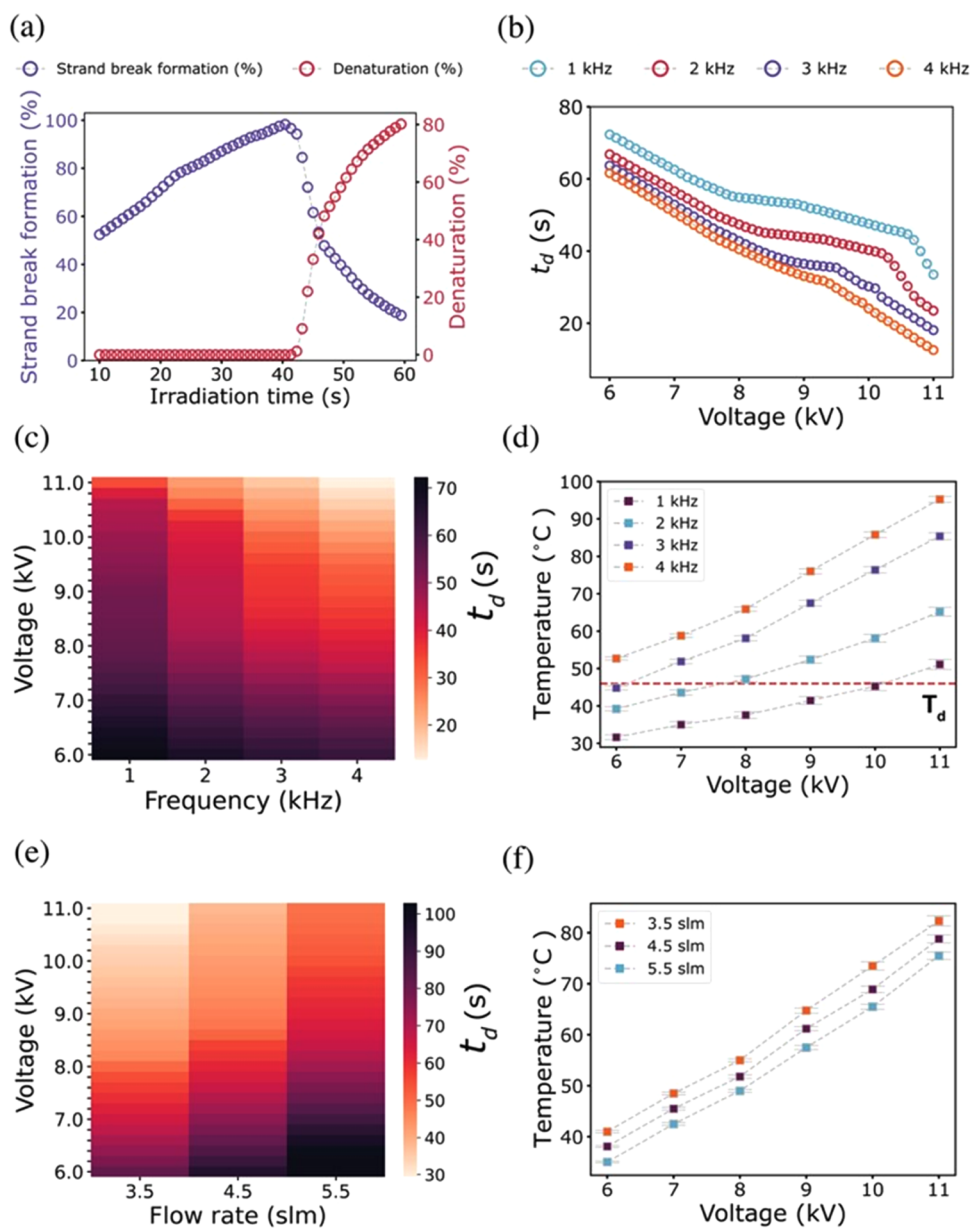 (a)
Strand break formation (%)
Denaturation (%)
Strand break formation (%)
100
80
60
40
20
0
80
60
40
20
0
Denaturation (%)
10 20 30 40 50 60
Irradiation time (s)
(b)
1 kHz 2 kHz 3 kHz 4 kHz
t_d (s)
80
60
40
20
6 7 8 9 10 11
Voltage (kV)
(c)
Voltage (kV)
11.0
10.0
9.0
8.0
7.0
6.0
1 2 3 4
Frequency (kHz)
70
60
50
40
30
20
t_d (s)
(d)
Temperature (°C )
100
90
80
70
60
50
40
30
1 kHz
2 kHz
3 kHz
4 kHz
T_d
6 7 8 9 10 11
Voltage (kV)
(e)
Voltage (kV)
11.0
10.0
9.0
8.0
7.0
6.0
3.5 4.5 5.5
Flow rate (slm)
100
90
80
70
60
50
40
30
t_d (s)
(f)
Temperature (°C )
80
70
50
40
3.5 slm
4.5 slm
5.5 slm
6 7 8 9 10 11
Voltage (kV)